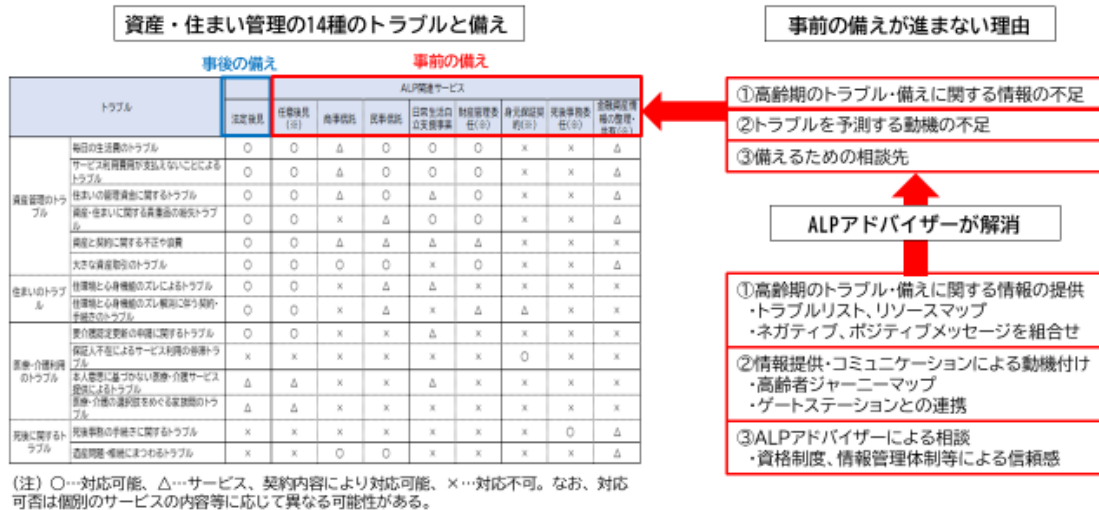 資産・住まい管理の14種のトラブルと備え
事前の備えが進まない理由
事後の備え
事前の備え
トラブル
ALP関連サービス
法定後見
任意後見
(※)
商事信託
民事信託
日常生活自
立支援事業
財産管理委
任(※)
身元保証契
約(※)
死後事務委
任(※)
金融資産情
報の整理・
共有(※)
資産管理のトラ
ブル
毎日の生活費のトラブル
○ ○ △ ○ ○ ○ × × △
サービス利用費用が支払えないことによる
トラブル
○ ○ △ ○ ○ ○ × × △
住まいの管理資金に関するトラブル
○ ○ △ ○ △ ○ × × △
資産・住まいに関する貴重品の紛失トラブ
ル
○ ○ × △ ○ ○ × × △
資産と契約に関する不正や浪費
○ ○ △ △ △ △ × × ×
大きな資産取引のトラブル
○ ○ ○ ○ × ○ × × △
住まいのトラブ
ル
住環境と心身機能のズレによるトラブル
○ ○ × △ △ × × × ×
住環境と心身機能のズレ解消に伴う契約・
手続きのトラブル
○ ○ × △ × △ △ × ×
医療・介護利用
のトラブル
要介護認定更新の申請に関するトラブル
○ ○ × × △ × × × ×
保証人不在によるサービス利用の停滞トラ
ブル
× × × × × × ○ × ×
本人意思に基づかない医療・介護サービス
提供によるトラブル
△ △ × × △ × × × ×
医療・介護の選択肢をめぐる家族間のトラ
ブル
△ △ × × × × × × ×
死後に関するト
ラブル
死後事務の手続きに関するトラブル
× × × × × × × ○ △
遺産問題・相続にまつわるトラブル
× × ○ ○ × × × × △
(注)○…対応可能、△…サービス、契約内容により対応可能、×…対応不可。なお、対応
可否は個別のサービスの内容等に応じて異なる可能性がある。
①高齢期のトラブル・備えに関する情報の不足
②トラブルを予測する動機の不足
③備えるための相談先
ALPアドバイザーが解消
①高齢期のトラブル・備えに関する情報の提供
・トラブルリスト、リソースマップ
・ネガティブ、ポジティブメッセージを組合せ
②情報提供・コミュニケーションによる動機付け
・高齢者ジャーニーマップ
・ゲートステーションとの連携
③ALPアドバイザーによる相談
・資格制度、情報管理体制等による信頼感